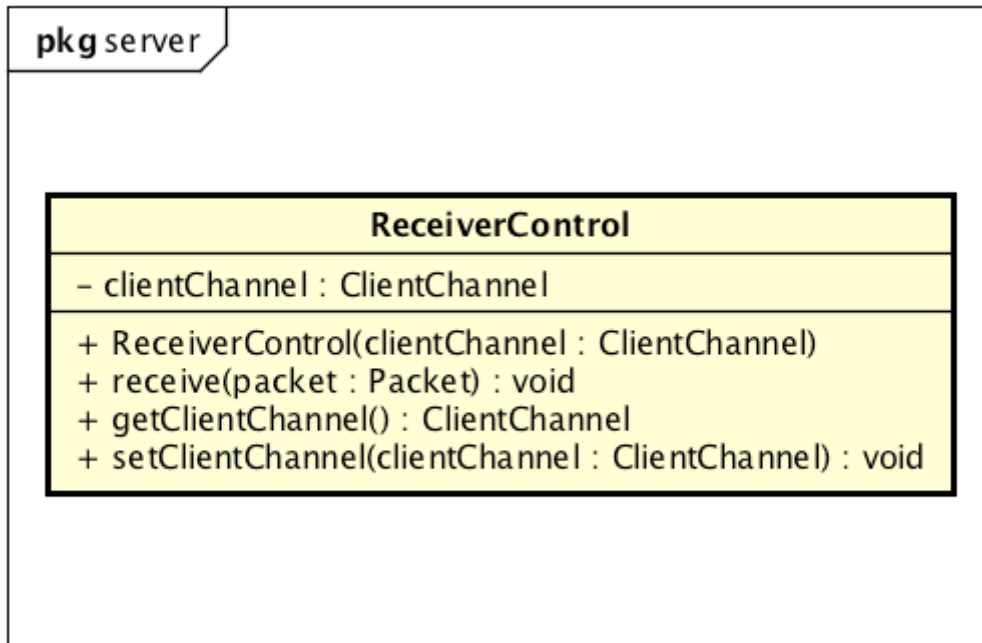 pkg server
ReceiverControl
– clientChannel : ClientChannel
+ ReceiverControl(clientChannel : ClientChannel)
+ receive(packet : Packet) : void
+ getClientChannel() : ClientChannel
+ setClientChannel(clientChannel : ClientChannel) : void